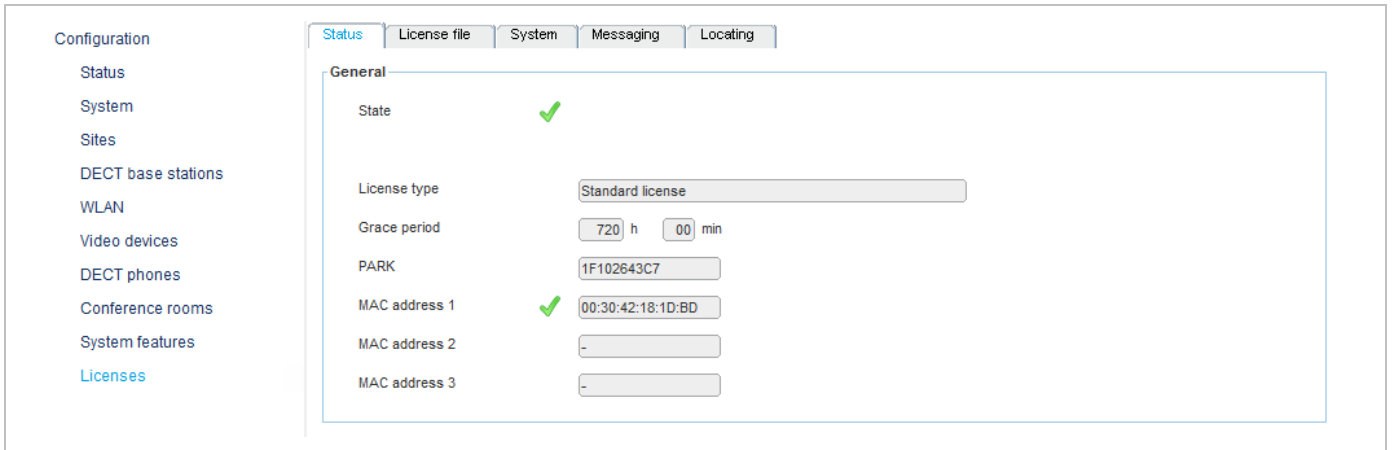 Configuration
Status
System
Sites
DECT base stations
WLAN
Video devices
DECT phones
Conference rooms
System features
Licenses
Status License file System Messaging Locating
General
State
License type Standard license
Grace period 720 h 00 min
PARK 1F102643C7
MAC address 1 00:30:42:18:1D:BD
MAC address 2 -
MAC address 3 -